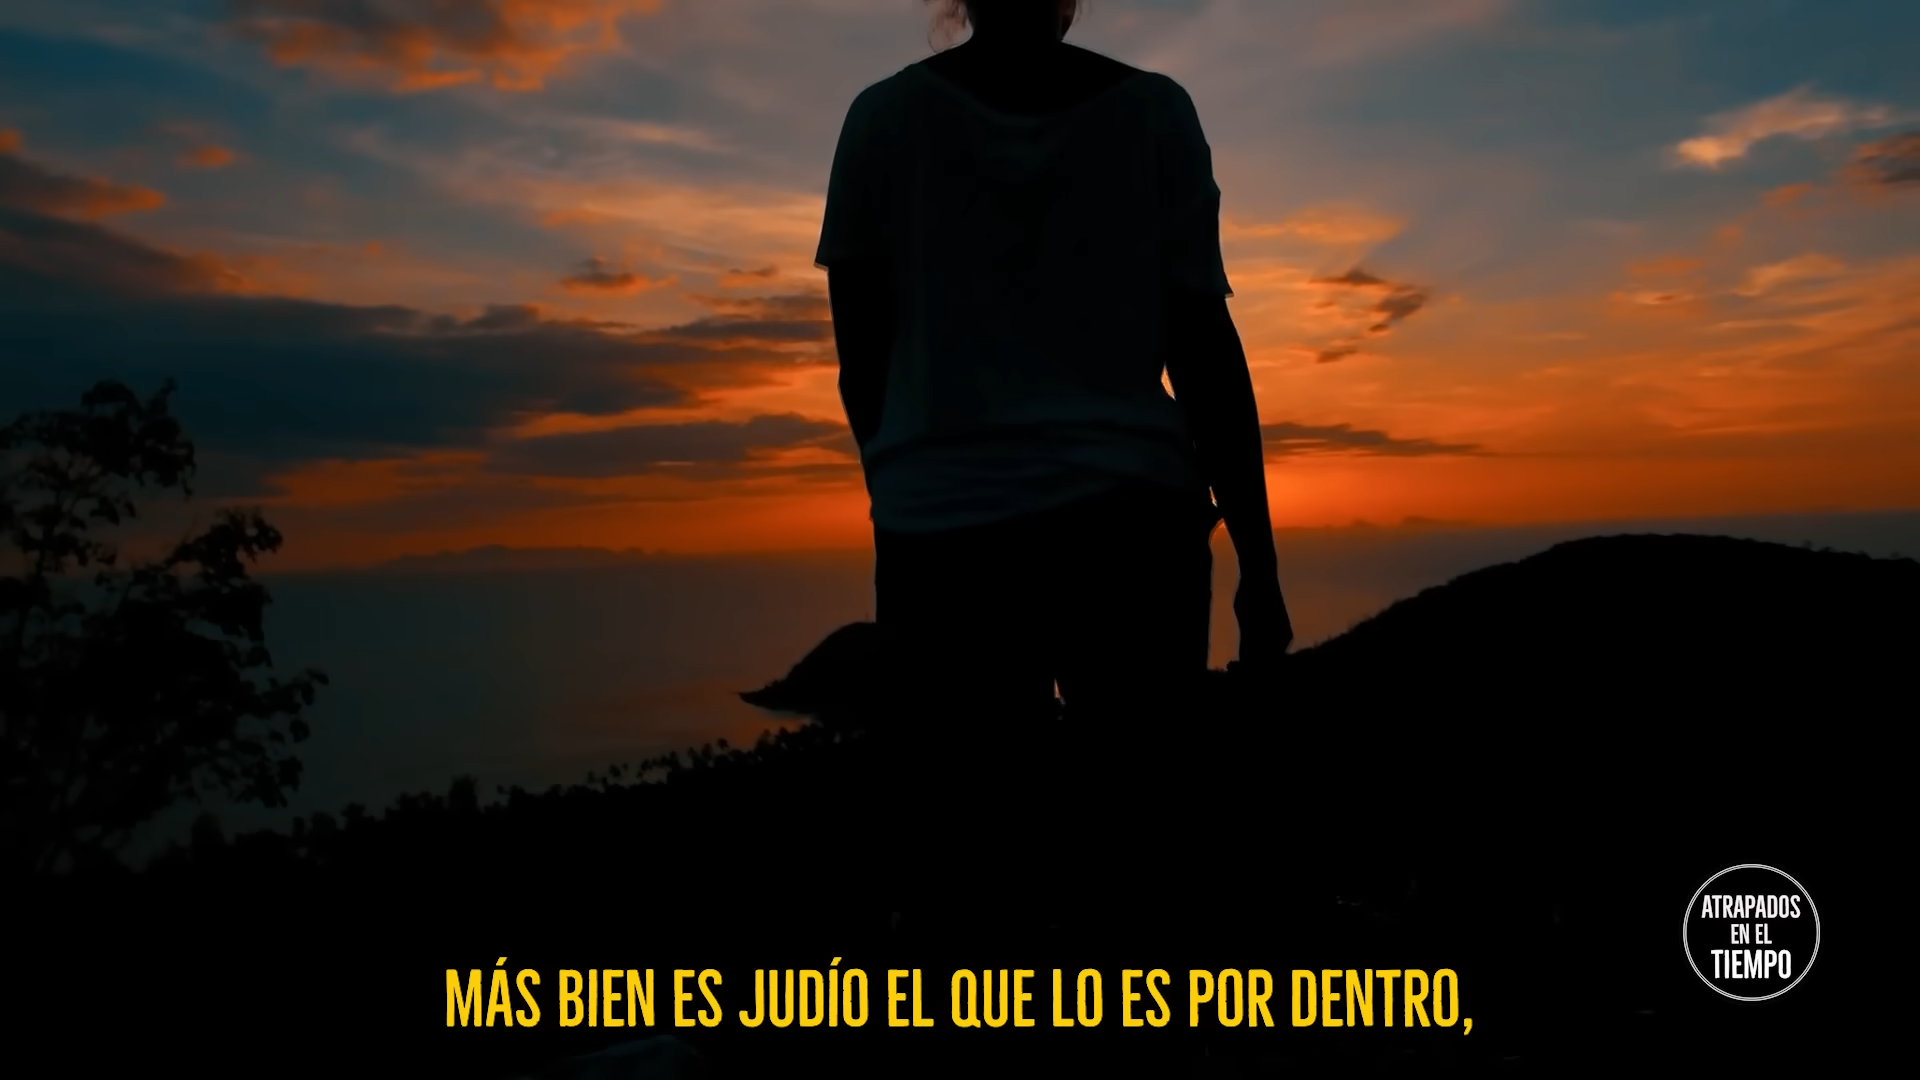 ATRAPADOS
EN EL
TIEMPO
MÁS BIEN ES JUDÍO EL QUE LO ES POR DENTRO,